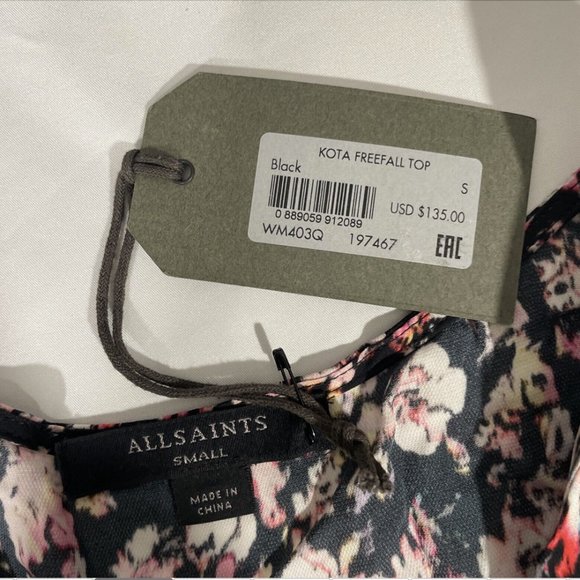 KOTA FREEFALL TOP
Black
S
0 889059 912089
USD $135.00
WM403Q 197467
EAC
ALLSAINTS
SMALL
MADE IN
CHINA